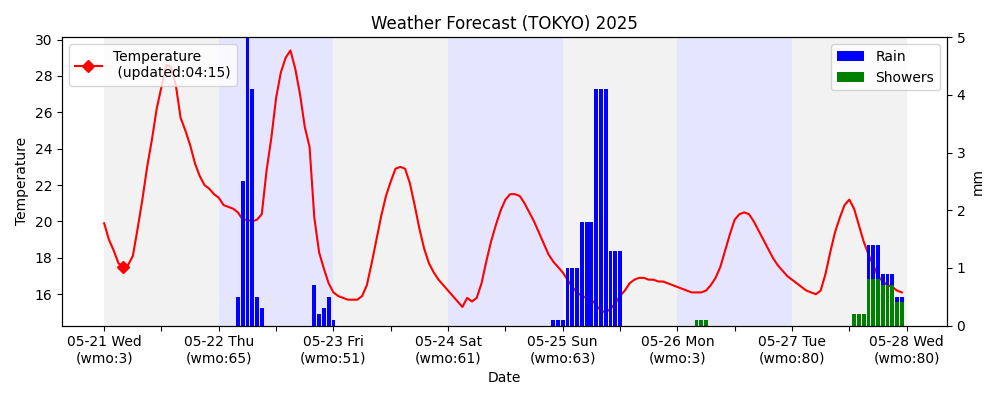 Weather Forecast (TOKYO) 2025
Temperature
(updated:04:15)
Rain
Showers
30
28
26
24
22
20
18
16
Temperature
5
4
3
2
1
0
mm
05-21 Wed
(wmo:3)
05-22 Thu
(wmo:65)
05-23 Fri
(wmo:51)
05-24 Sat
(wmo:61)
05-25 Sun
(wmo:63)
05-26 Mon
(wmo:3)
05-27 Tue
(wmo:80)
05-28 Wed
(wmo:80)
Date